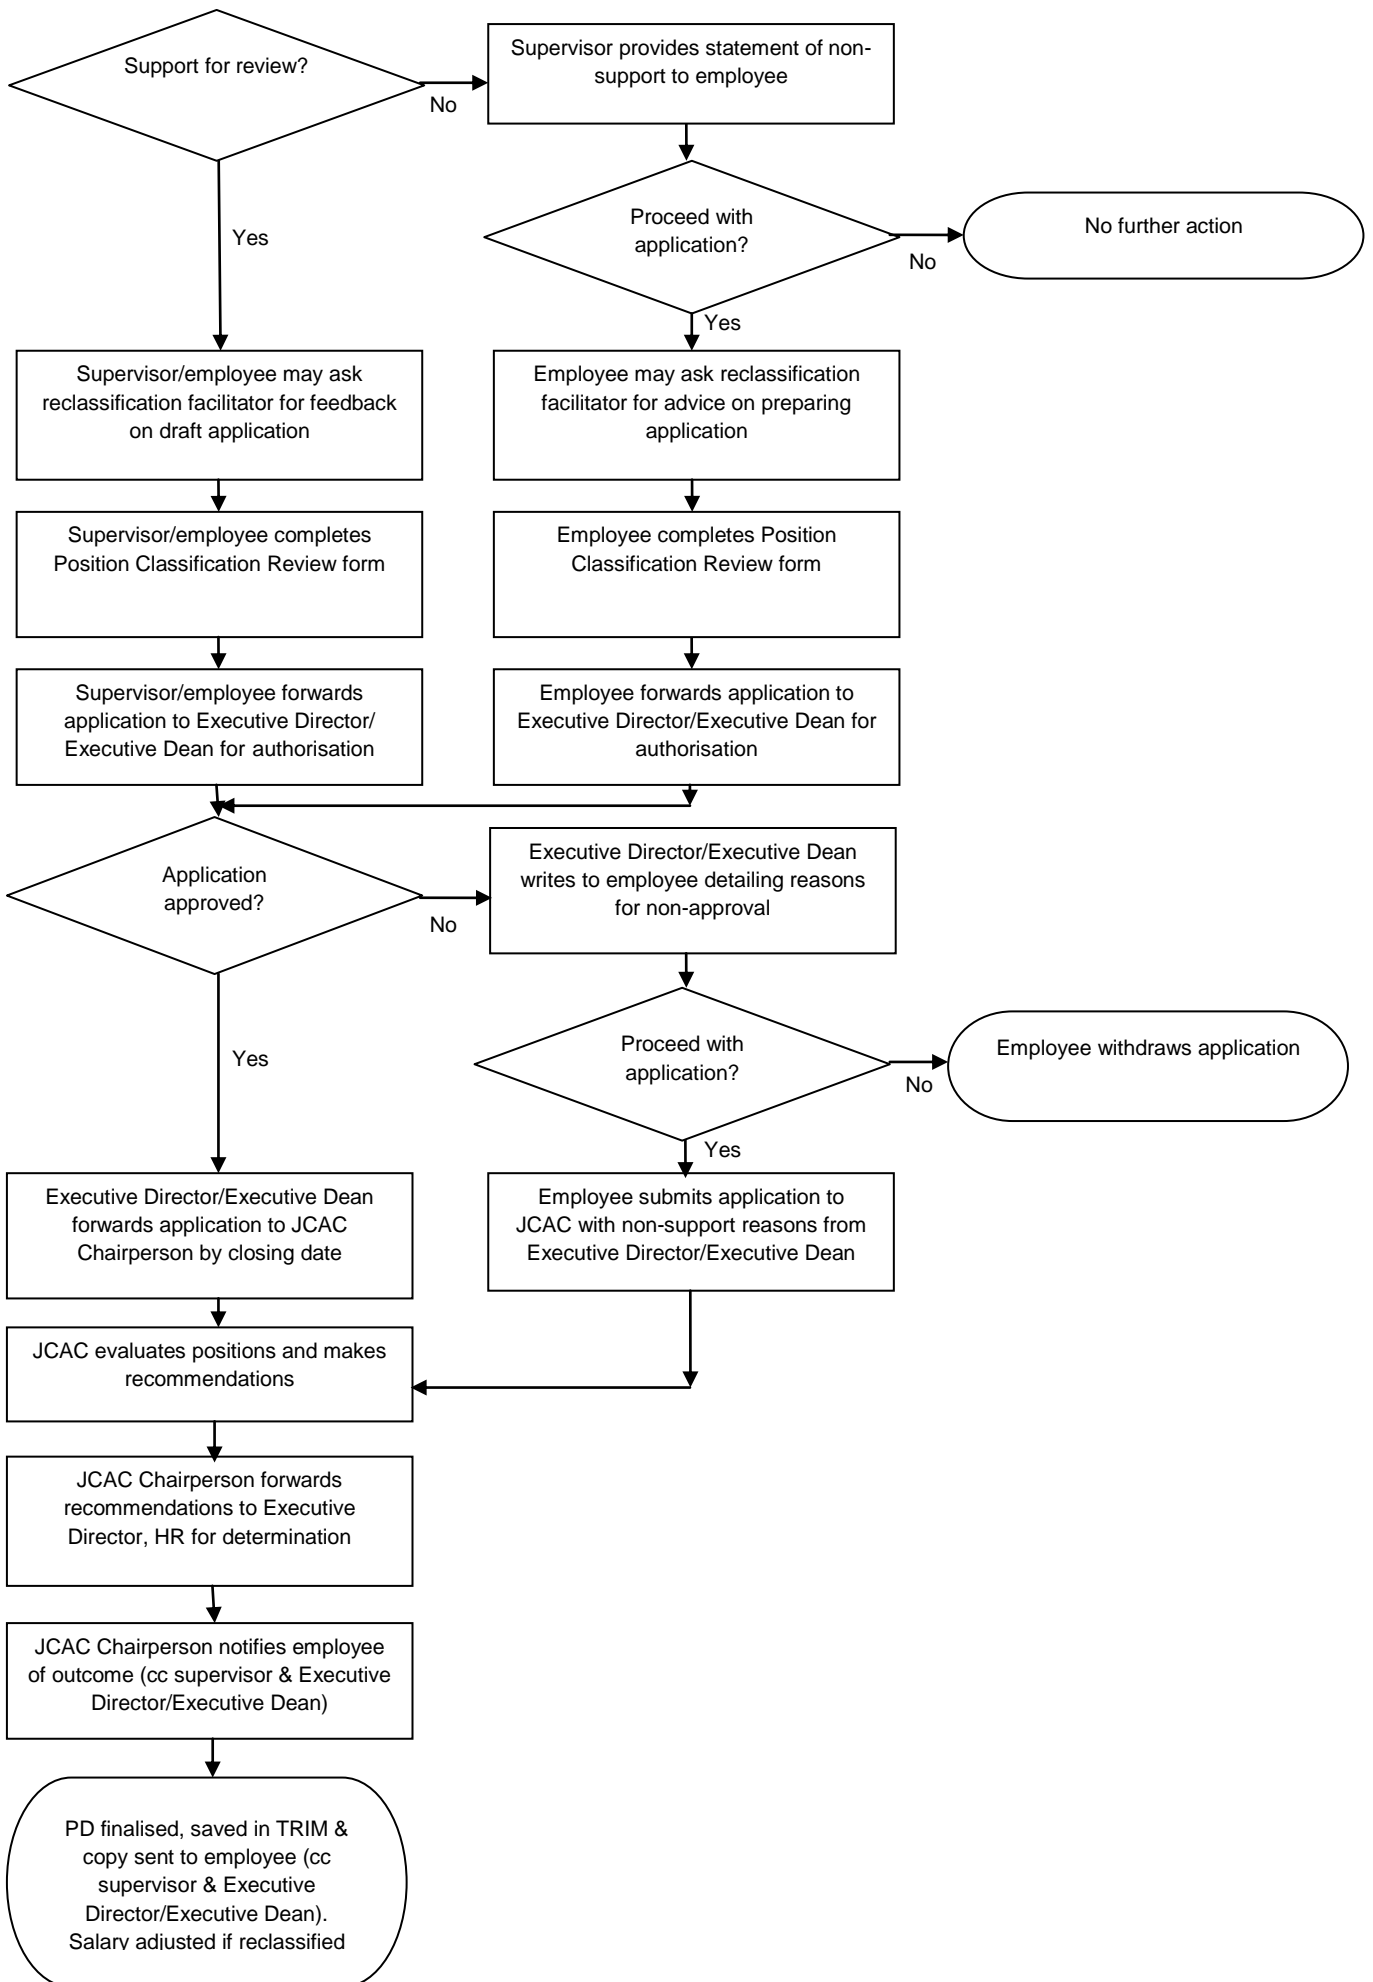 Support for review?
No
Supervisor provides statement of non-
support to employee
Yes
Proceed with
application?
No
No further action
Yes
Supervisor/employee may ask
reclassification facilitator for feedback
on draft application
Employee may ask reclassification
facilitator for advice on preparing
application
Supervisor/employee completes
Position Classification Review form
Employee completes Position
Classification Review form
Supervisor/employee forwards
application to Executive Director/
Executive Dean for authorisation
Employee forwards application to
Executive Director/Executive Dean for
authorisation
Application
approved?
No
Executive Director/Executive Dean
writes to employee detailing reasons
for non-approval
Yes
Proceed with
application?
No
Employee withdraws application
Yes
Executive Director/Executive Dean
forwards application to JCAC
Chairperson by closing date
Employee submits application to
JCAC with non-support reasons from
Executive Director/Executive Dean
JCAC evaluates positions and makes
recommendations
JCAC Chairperson forwards
recommendations to Executive
Director, HR for determination
JCAC Chairperson notifies employee
of outcome (cc supervisor & Executive
Director/Executive Dean)
PD finalised, saved in TRIM &
copy sent to employee (cc
supervisor & Executive
Director/Executive Dean).
Salary adjusted if reclassified